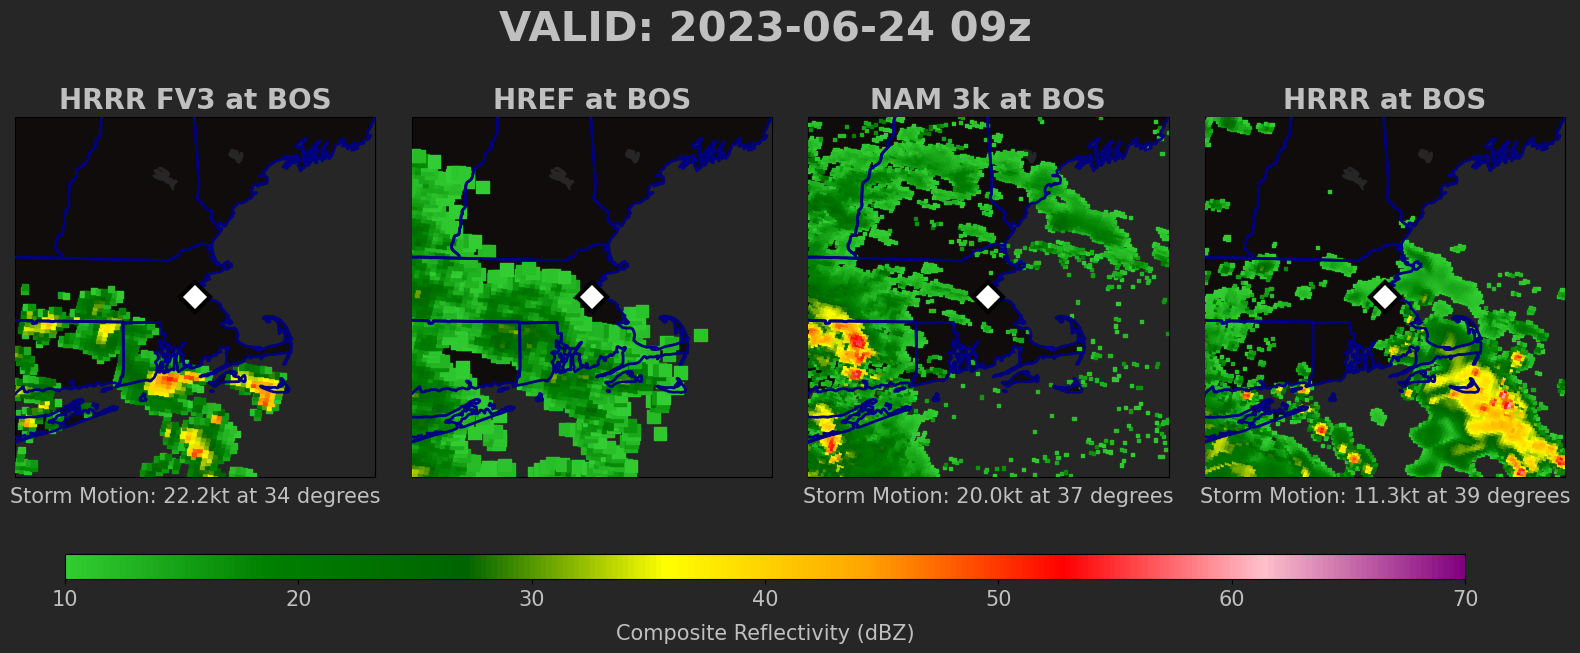 VALID: 2023-06-24 09z
HRRR FV3 at BOS
HREF at BOS
NAM 3k at BOS
HRRR at BOS
Storm Motion: 22.2kt at 34 degrees
Storm Motion: 20.0kt at 37 degrees
Storm Motion: 11.3kt at 39 degrees
10 20 30 40 50 60 70
Composite Reflectivity (dBZ)